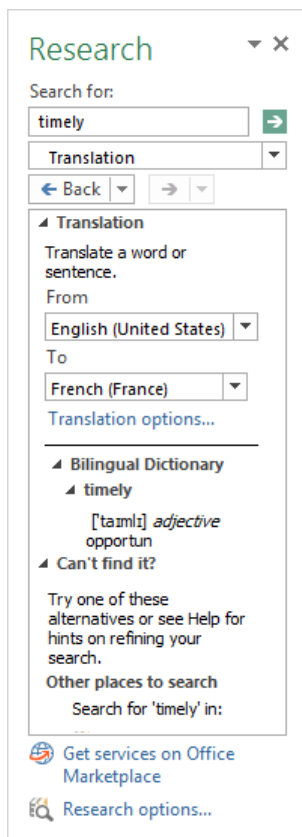 Research
Search for:
timely
Translation
Back
Translation
Translate a word or
sentence.
From
English (United States)
To
French (France)
Translation options...
Bilingual Dictionary
timely
['taɪmlɪ] adjective
opportun
Can't find it?
Try one of these
alternatives or see Help for
hints on refining your
search.
Other places to search
Search for 'timely' in:
Get services on Office
Marketplace
Research options...